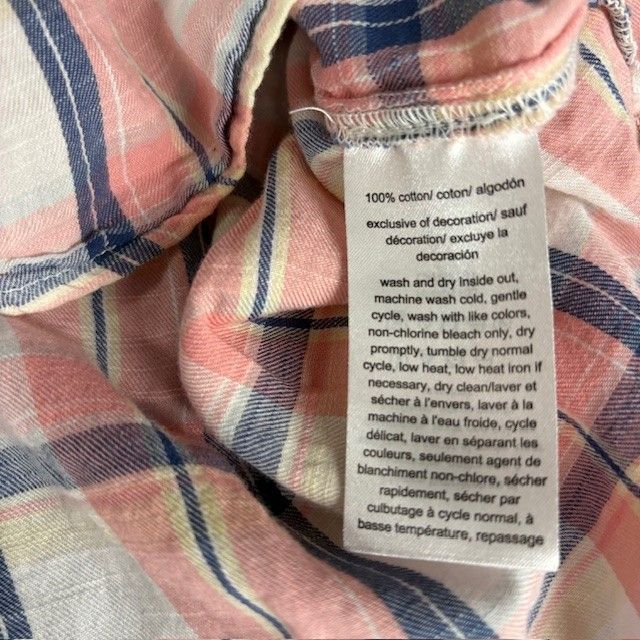 100% cotton/ coton/ algodón
exclusive of decoration/ sauf
décoration/ excluye la
decoración
wash and dry inside out,
machine wash cold, gentle
cycle, wash with like colors,
non-chlorine bleach only, dry
promptly, tumble dry normal
cycle, low heat, low heat iron if
necessary, dry clean/laver et
sécher à l'envers, laver à la
machine à l'eau froide, cycle
délicat, laver en séparant les
couleurs, seulement agent de
blanchiment non-chlore, sécher
rapidement, sécher par
culbutage à cycle normal, à
basse température, repassage